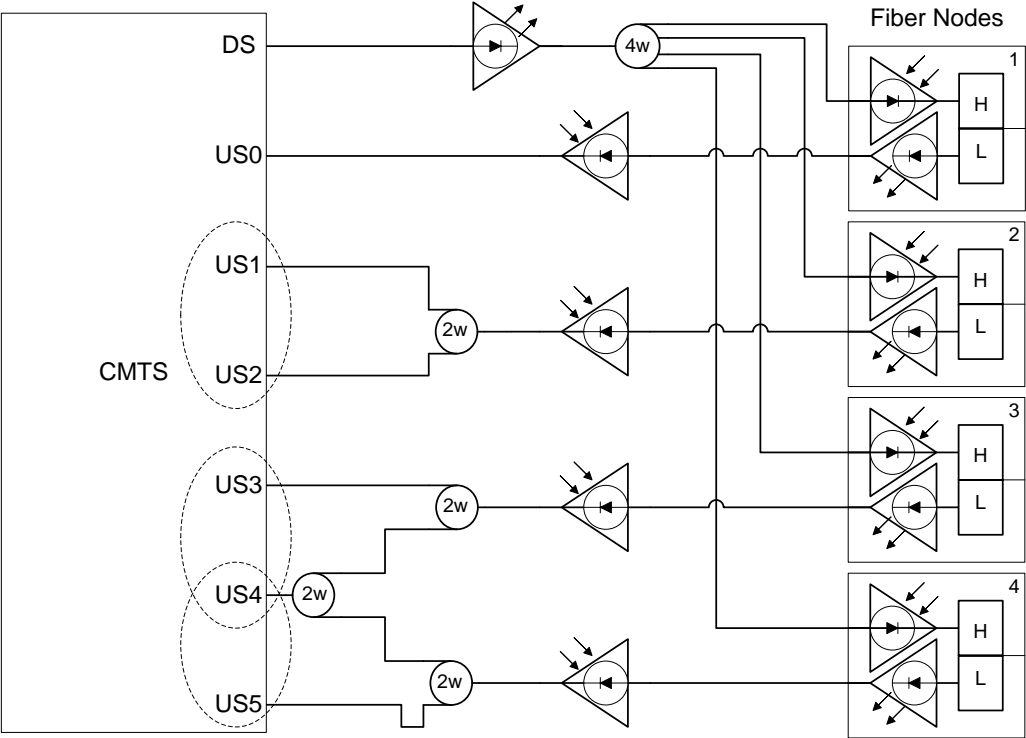 Fiber Nodes
DS
4w
1
H
L
US0
2
H
L
US1
2w
US2
CMTS
3
H
L
US3
2w
US4
2w
4
H
L
2w
US5